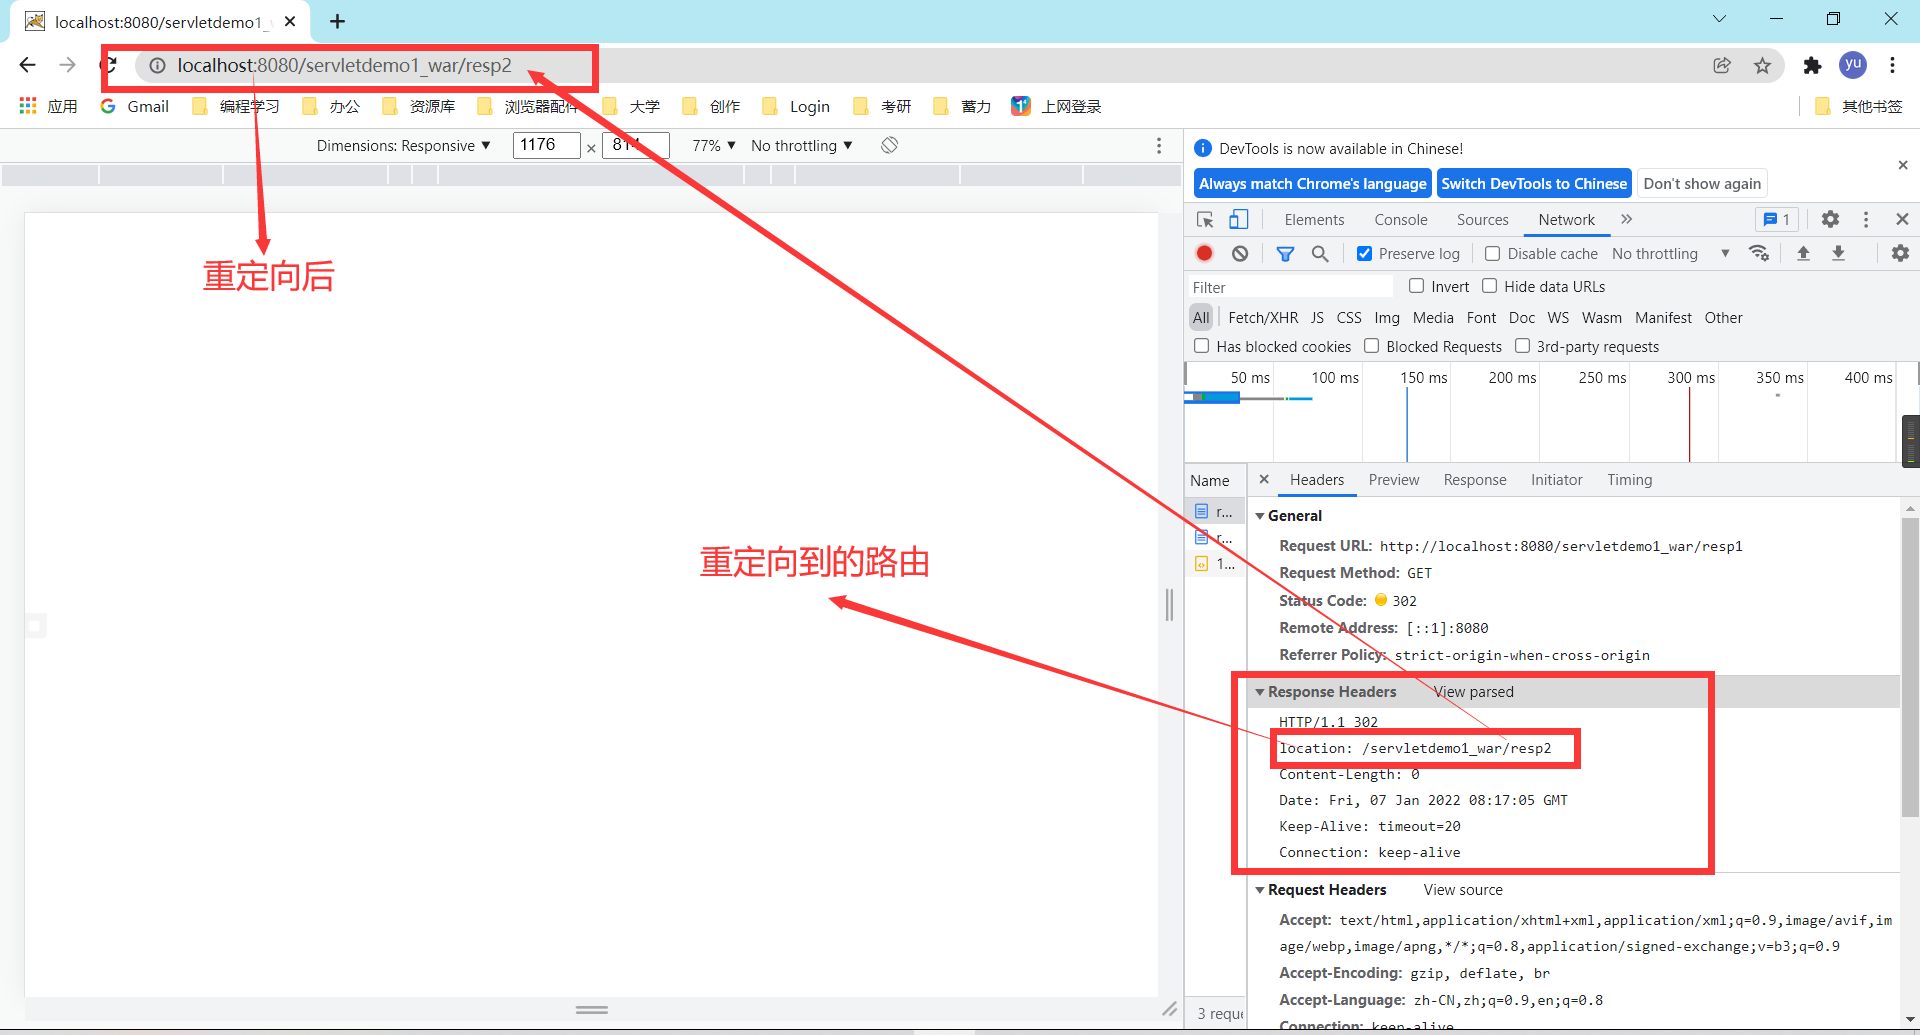 localhost:8080/servletdemo1_w
localhost:8080/servletdemo1_war/resp2
yu
应用 Gmail 编程学习 办公 资源库 浏览器配件 大学 创作 Login 考研 蓄力 上网登录 其他书签
Dimensions: Responsive 1176 × 814 77% No throttling
DevTools is now available in Chinese!
Always match Chrome's language Switch DevTools to Chinese Don't show again
Elements Console Sources Network 1
Preserve log Disable cache No throttling
Filter Invert Hide data URLs
All Fetch/XHR JS CSS Img Media Font Doc WS Wasm Manifest Other
Has blocked cookies Blocked Requests 3rd-party requests
50 ms 100 ms 150 ms 200 ms 250 ms 300 ms 350 ms 400 ms
重定向后
重定向到的路由
Name
r...
r...
1...
3 reque
Headers Preview Response Initiator Timing
General
Request URL: http://localhost:8080/servletdemo1_war/resp1
Request Method: GET
Status Code: 302
Remote Address: [::1]:8080
Referrer Policy: strict-origin-when-cross-origin
Response Headers View parsed
HTTP/1.1 302
location: /servletdemo1_war/resp2
Content-Length: 0
Date: Fri, 07 Jan 2022 08:17:05 GMT
Keep-Alive: timeout=20
Connection: keep-alive
Request Headers View source
Accept: text/html,application/xhtml+xml,application/xml;q=0.9,image/avif,im
age/webp,image/apng,*/*;q=0.8,application/signed-exchange;v=b3;q=0.9
Accept-Encoding: gzip, deflate, br
Accept-Language: zh-CN,zh;q=0.9,en;q=0.8
Connection: keep-alive